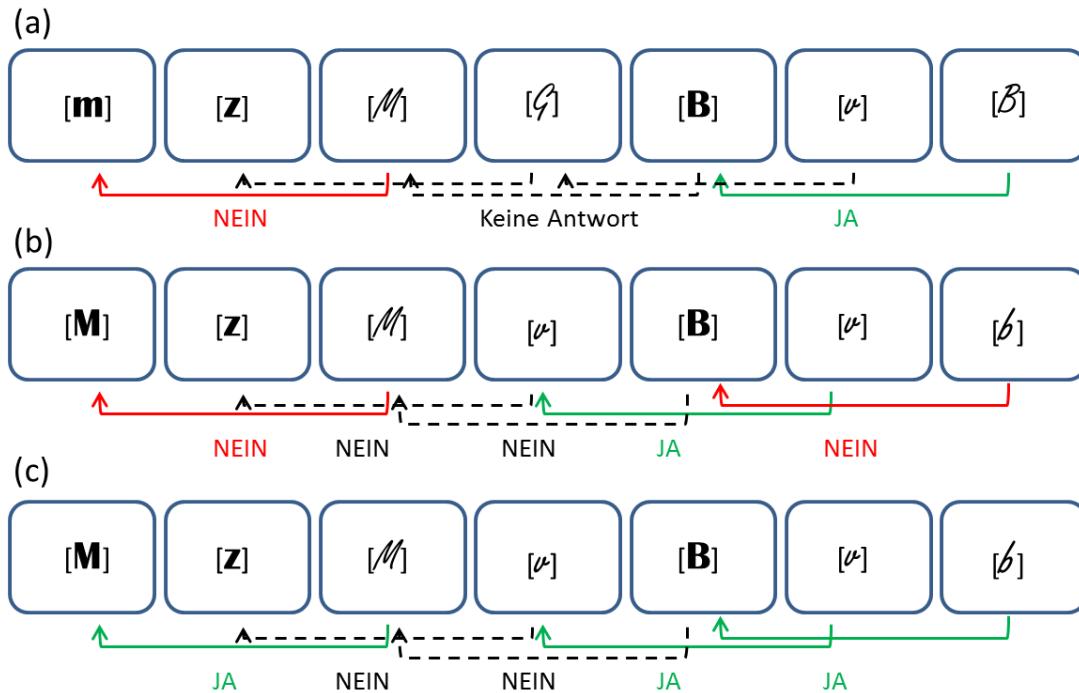 (a)
[m] [z] [M] [G] [B] [v] [B]
NEIN Keine Antwort JA
(b)
[M] [z] [M] [v] [B] [v] [b]
NEIN NEIN NEIN JA NEIN
(c)
[M] [z] [M] [v] [B] [v] [b]
JA NEIN NEIN JA JA